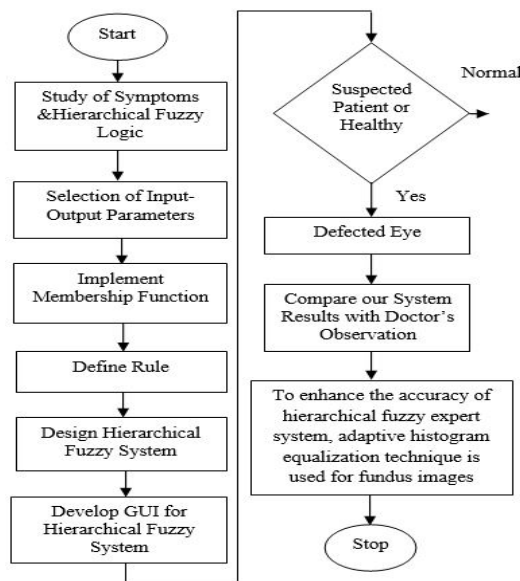 Start
Study of Symptoms
&Hierarchical Fuzzy
Logic
Selection of Input-
Output Parameters
Implement
Membership Function
Define Rule
Design Hierarchical
Fuzzy System
Develop GUI for
Hierarchical Fuzzy
System
Suspected
Patient or
Healthy
Normal
Yes
Defected Eye
Compare our System
Results with Doctor's
Observation
To enhance the accuracy of
hierarchical fuzzy expert
system, adaptive histogram
equalization technique is
used for fundus images
Stop